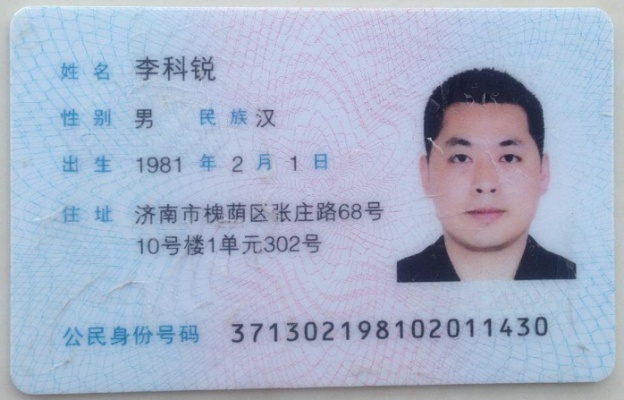 姓名 李科锐
性别 男 民族 汉
出生 1981 年 2 月 1 日
住址 济南市槐荫区张庄路68号
10号楼1单元302号
公民身份号码 371302198102011430